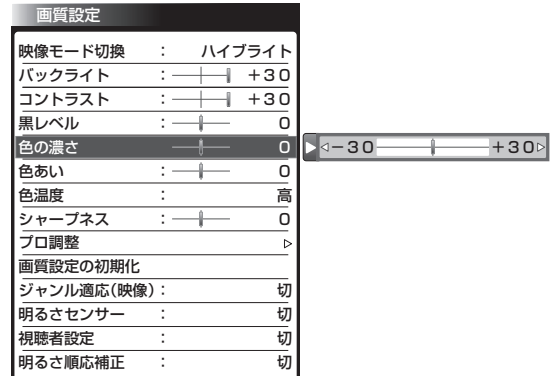 画質設定
映像モード切換 : ハイブライト
バックライト : +30
コントラスト : +30
黒レベル : 0
色の濃さ 0
-30 +30
色あい : 0
色温度 : 高
シャープネス : 0
プロ調整
画質設定の初期化
ジャンル適応(映像) : 切
明るさセンサー : 切
視聴者設定 : 切
明るさ順応補正 : 切